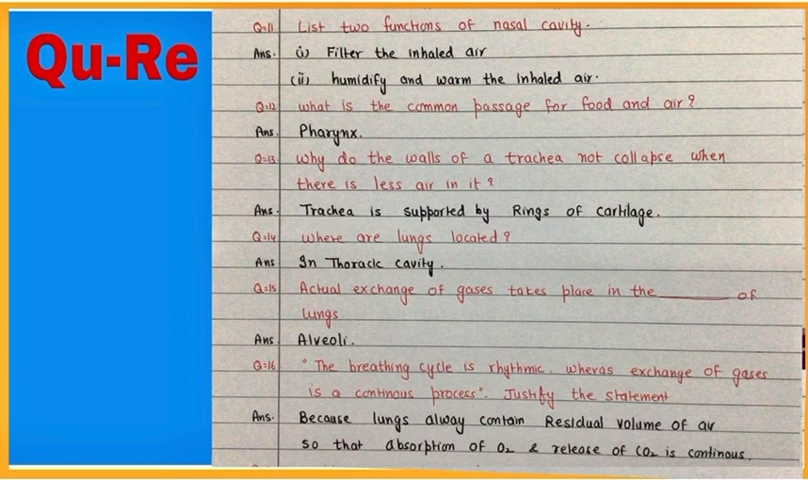 Qu-Re
Q=11 List two functions of nasal cavity.
Ans. (i) Filter the inhaled air
(ii) humidify and warm the inhaled air.
Q=12 what is the common passage for food and air?
Ans. Pharynx.
Q=13 why do the walls of a trachea not collapse when
there is less air in it?
Ans. Trachea is supported by Rings of cartilage.
Q=14 where are lungs located?
Ans In Thoracic cavity.
Q=15 Actual exchange of gases takes place in the ______ of
lungs
Ans Alveoli.
Q=16 "The breathing cycle is rhythmic. wheras exchange of gases
is a continous process". Justify the statement
Ans. Because lungs alway contain Residual volume of air
so that absorption of O2 & release of CO2 is continous.